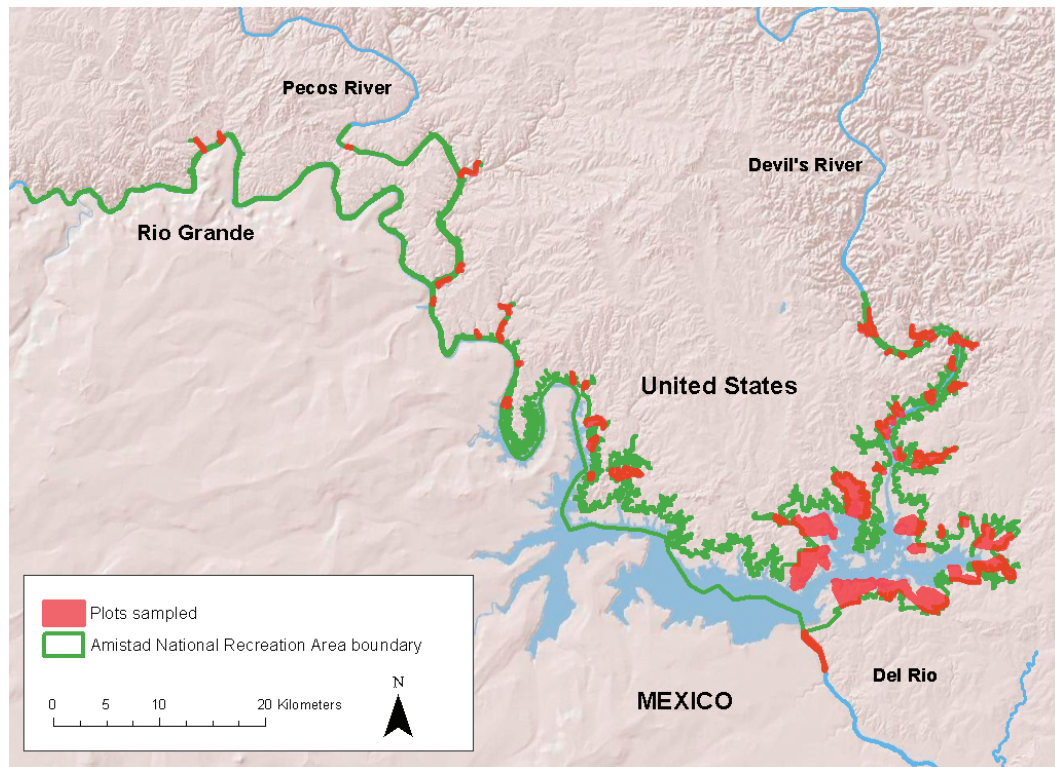 Pecos River
Devil's River
Rio Grande
United States
Plots sampled
Amistad National Recreation Area boundary
N
0 5 10 20 Kilometers
Del Rio
MEXICO